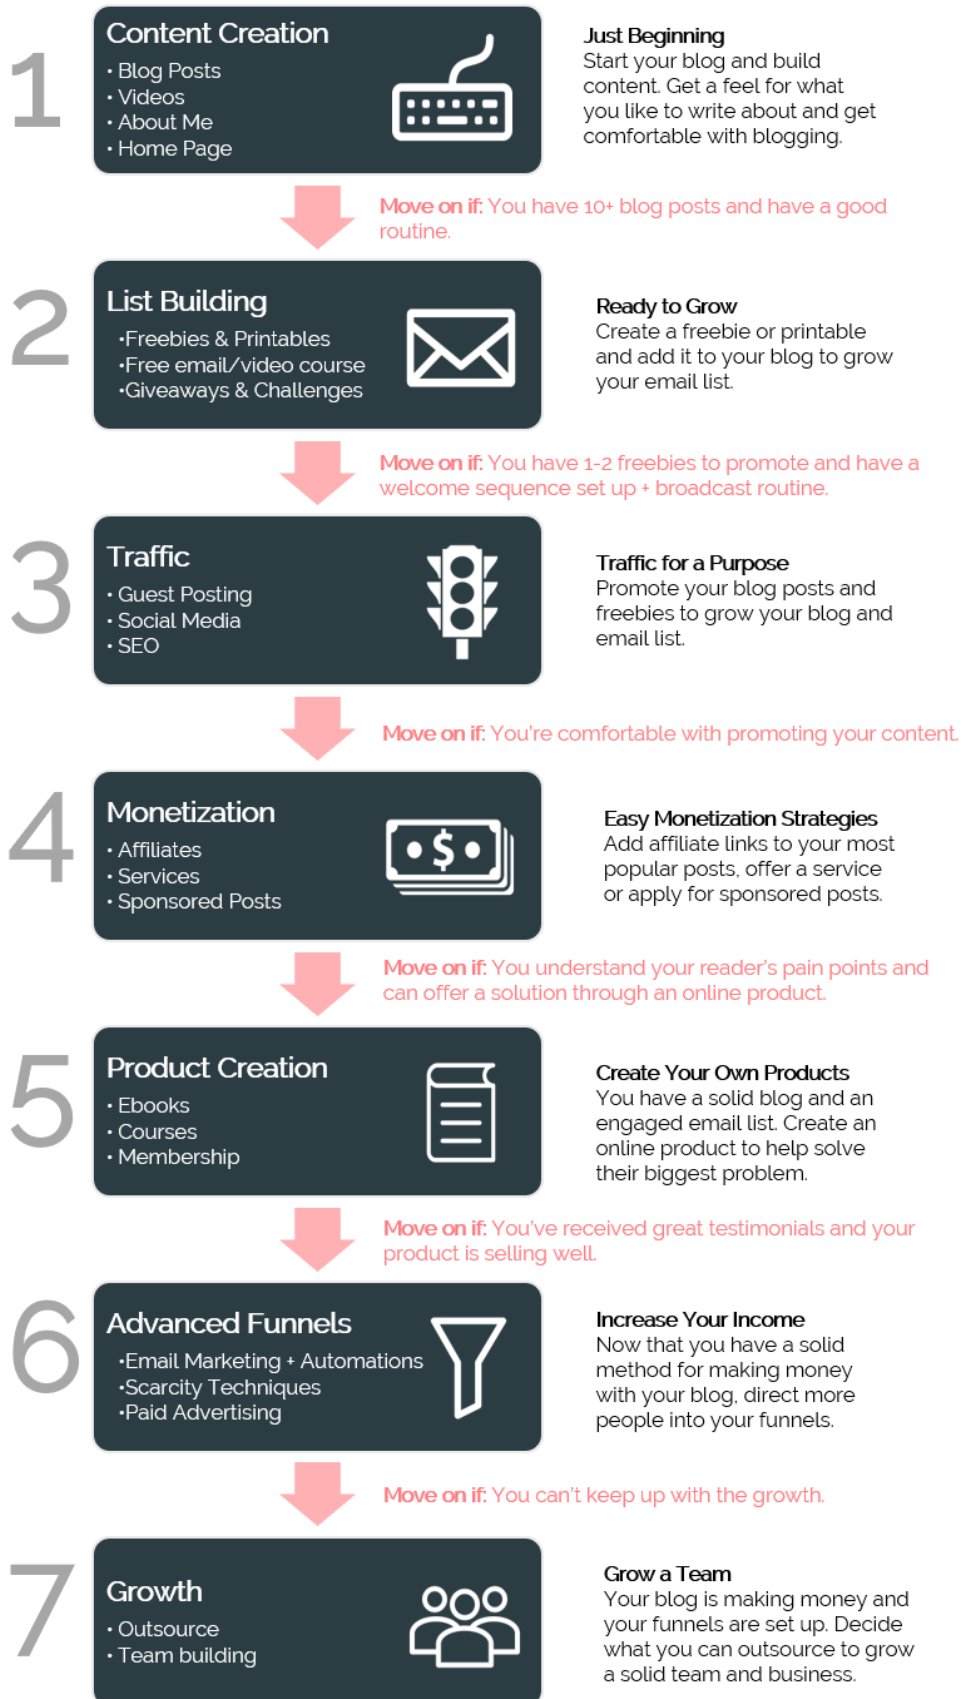 1
Content Creation
• Blog Posts
• Videos
• About Me
• Home Page
Just Beginning
Start your blog and build
content. Get a feel for what
you like to write about and get
comfortable with blogging.
Move on if: You have 10+ blog posts and have a good
routine.
2
List Building
•Freebies & Printables
•Free email/video course
•Giveaways & Challenges
Ready to Grow
Create a freebie or printable
and add it to your blog to grow
your email list.
Move on if: You have 1-2 freebies to promote and have a
welcome sequence set up + broadcast routine.
3
Traffic
• Guest Posting
• Social Media
• SEO
Traffic for a Purpose
Promote your blog posts and
freebies to grow your blog and
email list.
Move on if: You're comfortable with promoting your content.
4
Monetization
• Affiliates
• Services
• Sponsored Posts
$
Easy Monetization Strategies
Add affiliate links to your most
popular posts, offer a service
or apply for sponsored posts.
Move on if: You understand your reader's pain points and
can offer a solution through an online product.
5
Product Creation
• Ebooks
• Courses
• Membership
Create Your Own Products
You have a solid blog and an
engaged email list. Create an
online product to help solve
their biggest problem.
Move on if: You've received great testimonials and your
product is selling well.
6
Advanced Funnels
•Email Marketing + Automations
•Scarcity Techniques
•Paid Advertising
Increase Your Income
Now that you have a solid
method for making money
with your blog, direct more
people into your funnels.
Move on if: You can't keep up with the growth.
7
Growth
• Outsource
• Team building
Grow a Team
Your blog is making money and
your funnels are set up. Decide
what you can outsource to grow
a solid team and business.